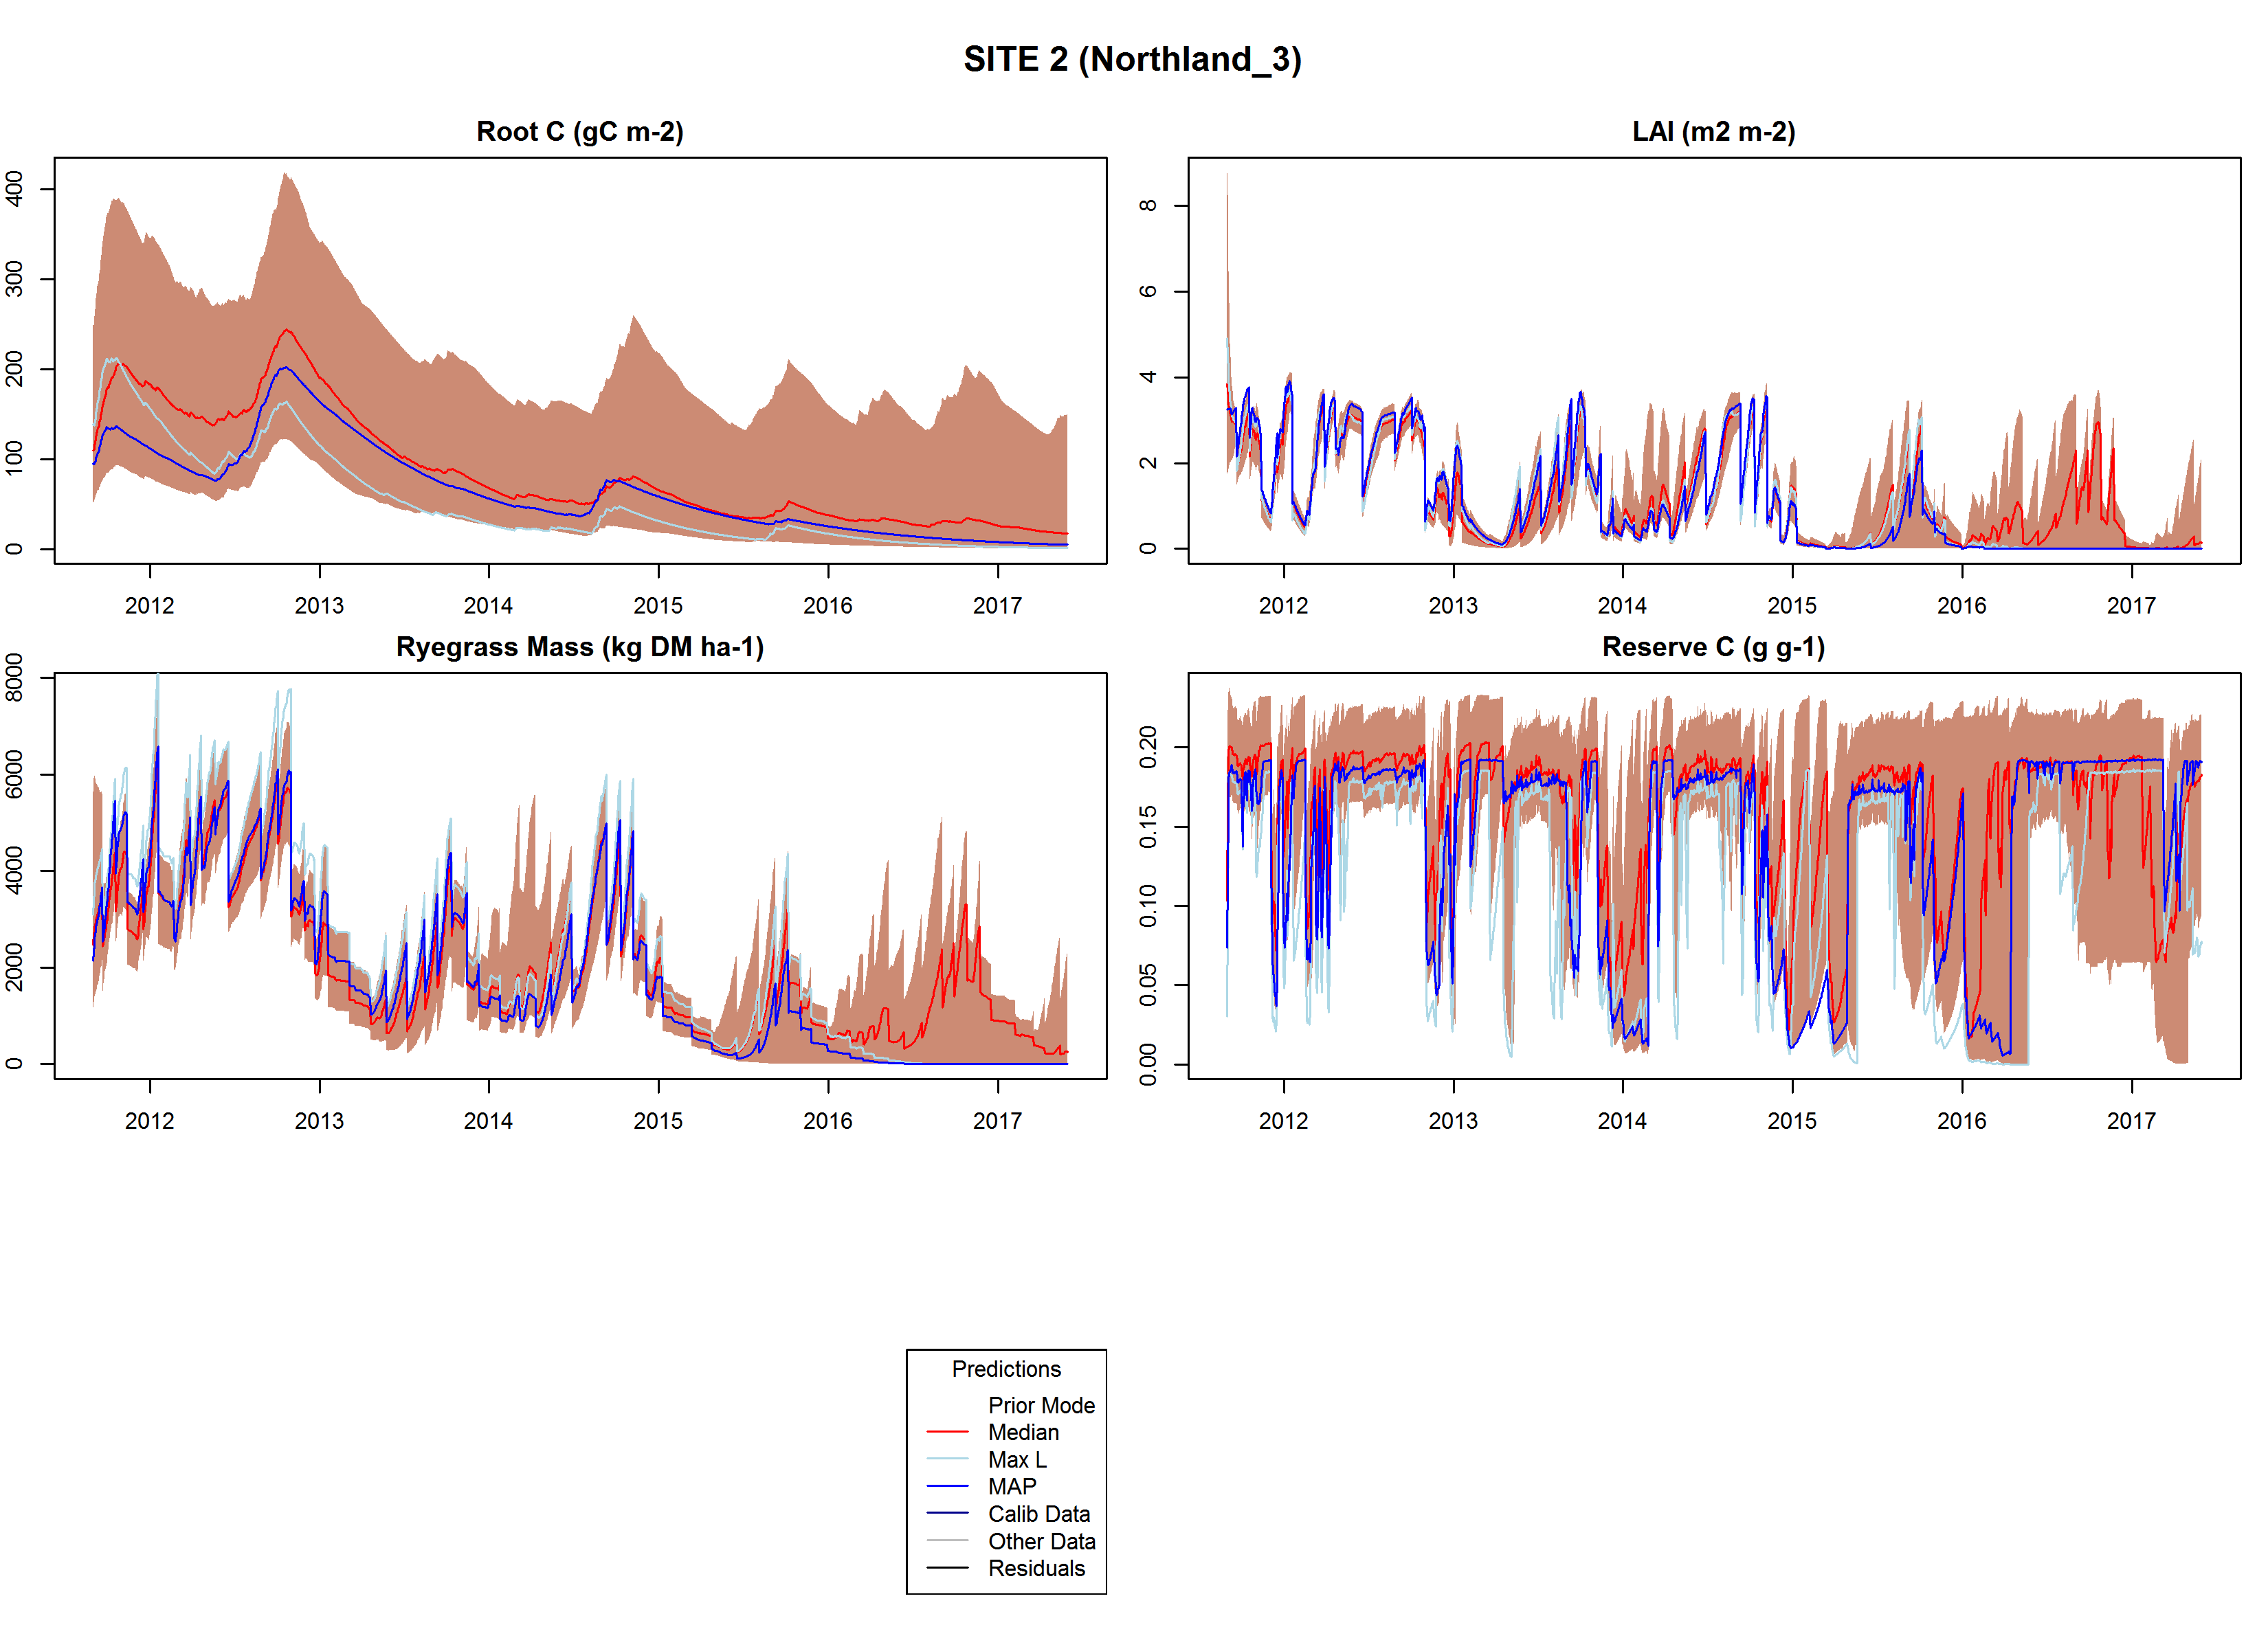 SITE 2 (Northland_3)
Root C (gC m-2)
LAI (m2 m-2)
400
300
200
100
0
8
6
4
2
0
2012 2013 2014 2015 2016 2017
2012 2013 2014 2015 2016 2017
Ryegrass Mass (kg DM ha-1)
Reserve C (g g-1)
8000
6000
4000
2000
0
0.20
0.15
0.10
0.05
0.00
2012 2013 2014 2015 2016 2017
2012 2013 2014 2015 2016 2017
Predictions
Prior Mode
Median
Max L
MAP
Calib Data
Other Data
Residuals